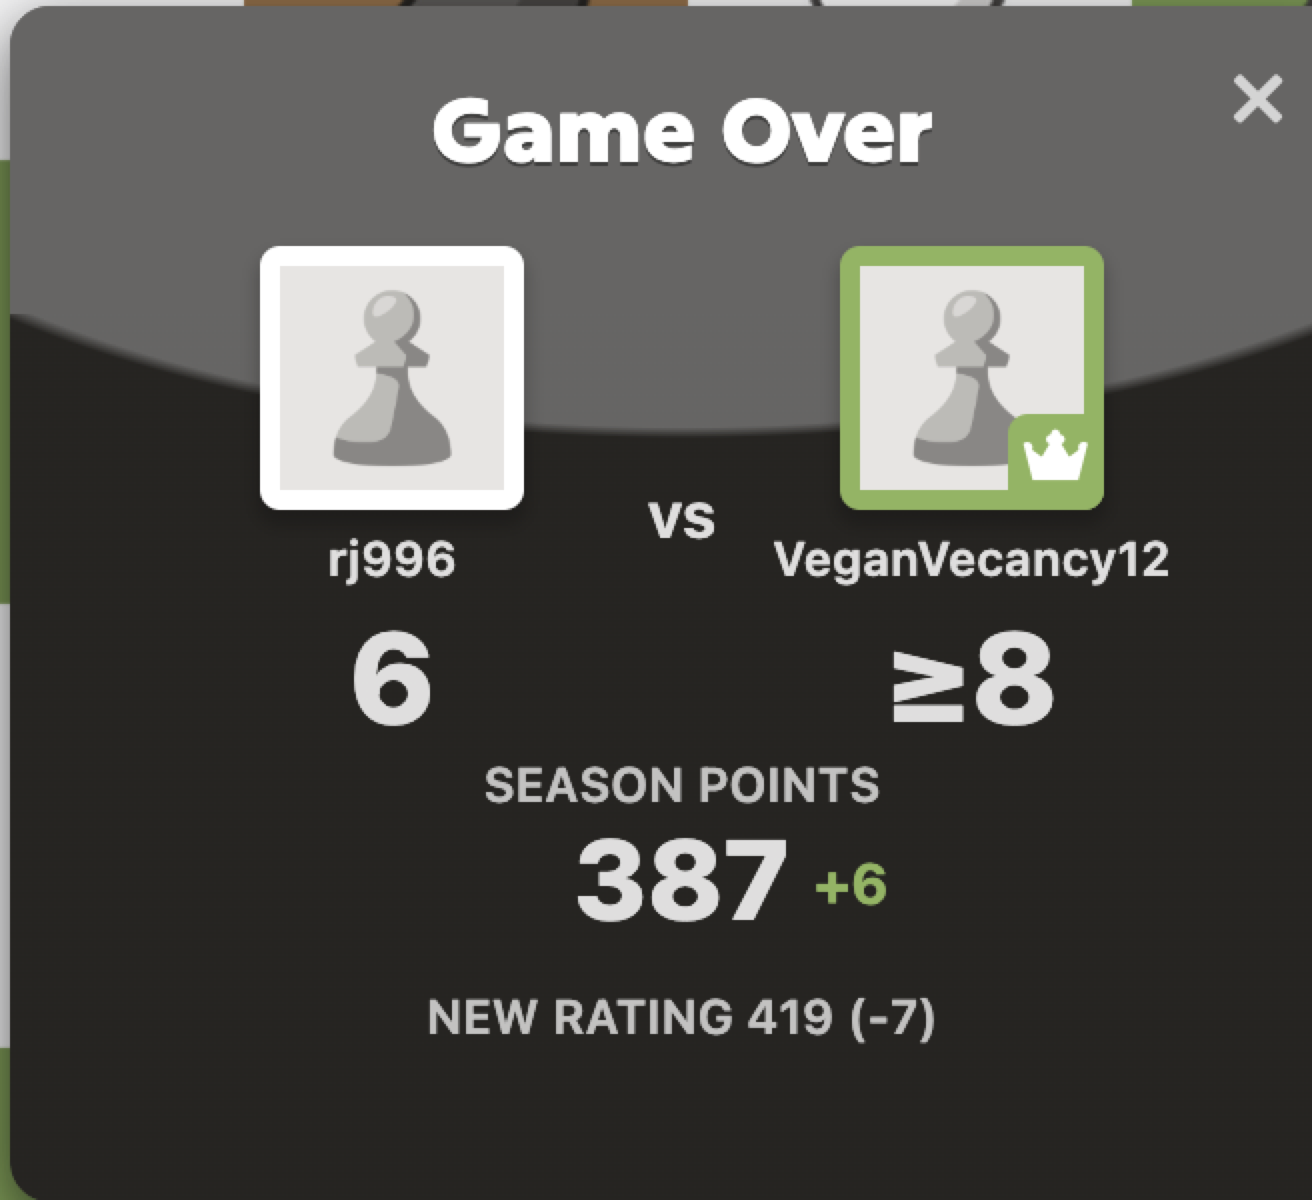 Game Over
vs
rj996 VeganVecancy12
6 ≥8
SEASON POINTS
387 +6
NEW RATING 419 (-7)